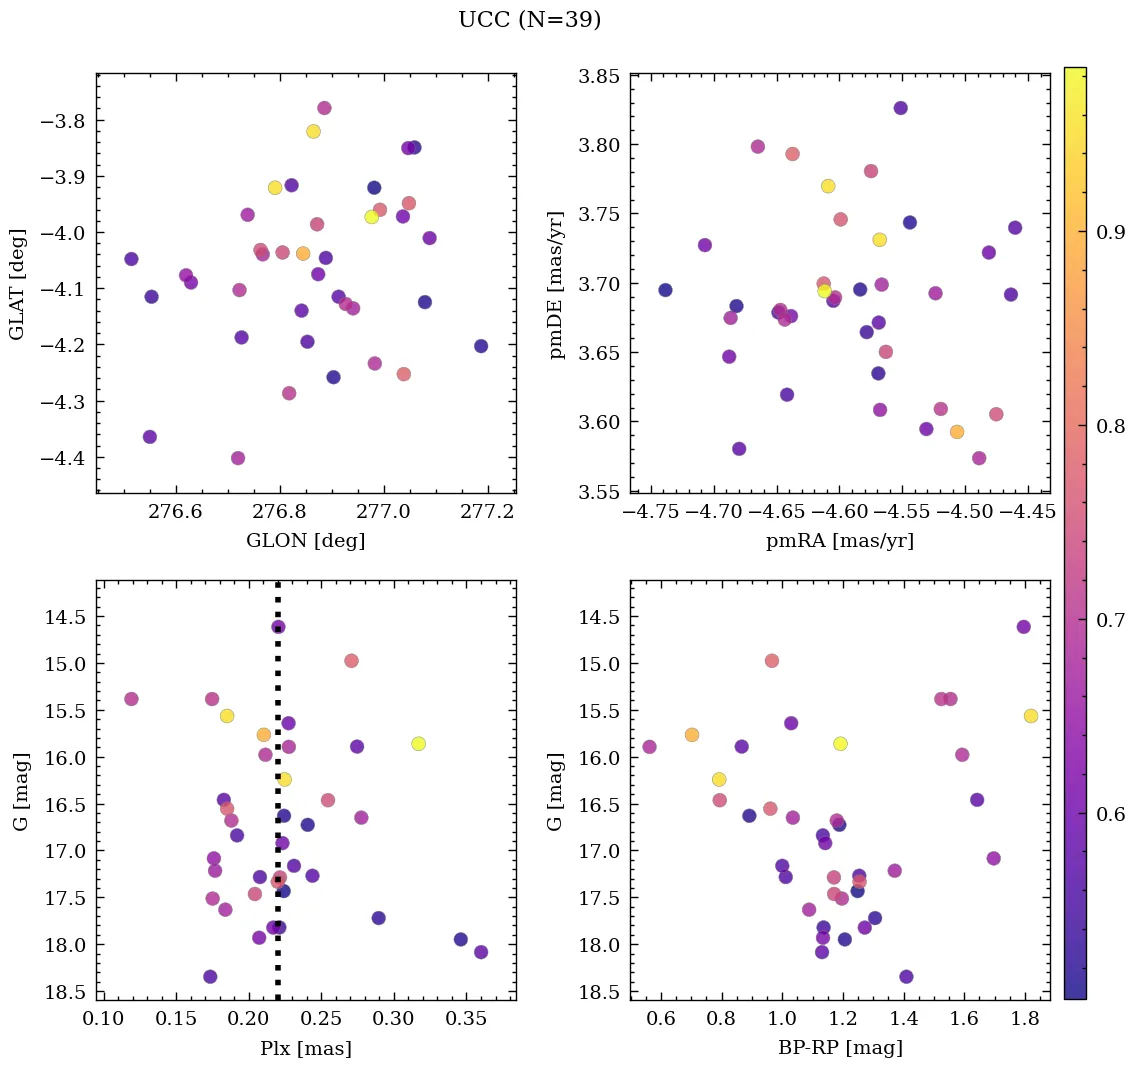 UCC (N=39)
−3.8
−3.9
−4.0
−4.1
−4.2
−4.3
−4.4
GLAT [deg]
276.6 276.8 277.0 277.2
GLON [deg]
3.85
3.80
3.75
3.70
3.65
3.60
3.55
pmDE [mas/yr]
−4.75 −4.70 −4.65 −4.60 −4.55 −4.50 −4.45
pmRA [mas/yr]
14.5
15.0
15.5
16.0
16.5
17.0
17.5
18.0
18.5
G [mag]
0.10 0.15 0.20 0.25 0.30 0.35
Plx [mas]
14.5
15.0
15.5
16.0
16.5
17.0
17.5
18.0
18.5
G [mag]
0.6 0.8 1.0 1.2 1.4 1.6 1.8
BP-RP [mag]
0.9
0.8
0.7
0.6